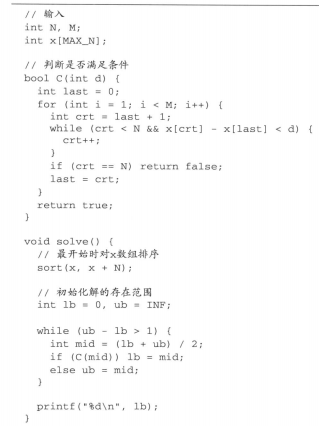 // 输入
int N, M;
int x[MAX_N];
// 判断是否满足条件
bool C(int d) {
int last = 0;
for (int i = 1; i < M; i++) {
int crt = last + 1;
while (crt < N && x[crt] - x[last] < d) {
crt++;
}
if (crt == N) return false;
last = crt;
}
return true;
}
void solve() {
// 最开始时对x数组排序
sort(x, x + N);
// 初始化解的存在范围
int lb = 0, ub = INF;
while (ub - lb > 1) {
int mid = (lb + ub) / 2;
if (C(mid)) lb = mid;
else ub = mid;
}
printf("%d\n", lb);
}